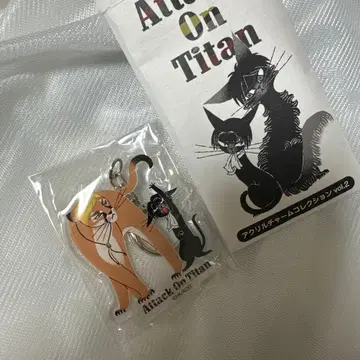 Attack
On
Titan
アクリルチャームコレクション vol.2
Attack On Titan